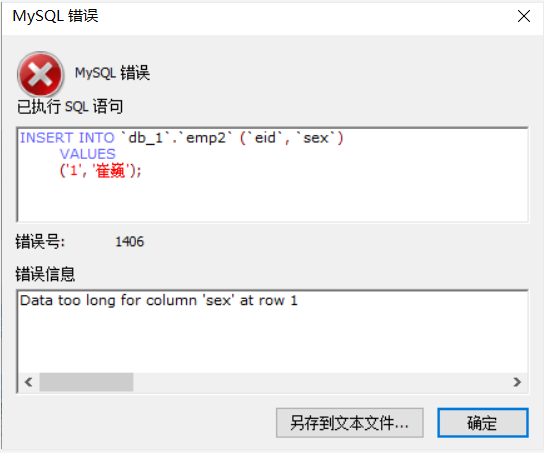 MySQL 错误
MySQL 错误
已执行 SQL 语句
INSERT INTO `db_1`.`emp2` (`eid`, `sex`)
VALUES
('1', '崔巍');
错误号: 1406
错误信息
Data too long for column 'sex' at row 1
另存到文本文件... 确定